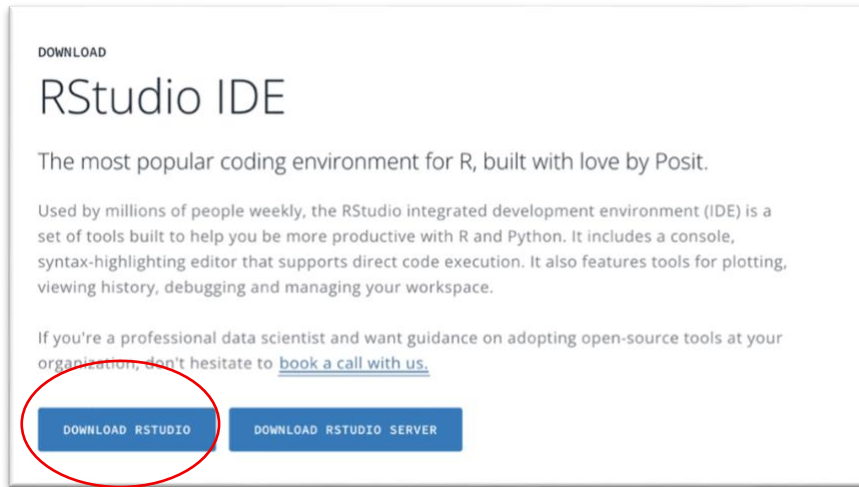 DOWNLOAD
RStudio IDE
The most popular coding environment for R, built with love by Posit.
Used by millions of people weekly, the RStudio integrated development environment (IDE) is a
set of tools built to help you be more productive with R and Python. It includes a console,
syntax-highlighting editor that supports direct code execution. It also features tools for plotting,
viewing history, debugging and managing your workspace.
If you're a professional data scientist and want guidance on adopting open-source tools at your
organization, don't hesitate to book a call with us.
DOWNLOAD RSTUDIO DOWNLOAD RSTUDIO SERVER